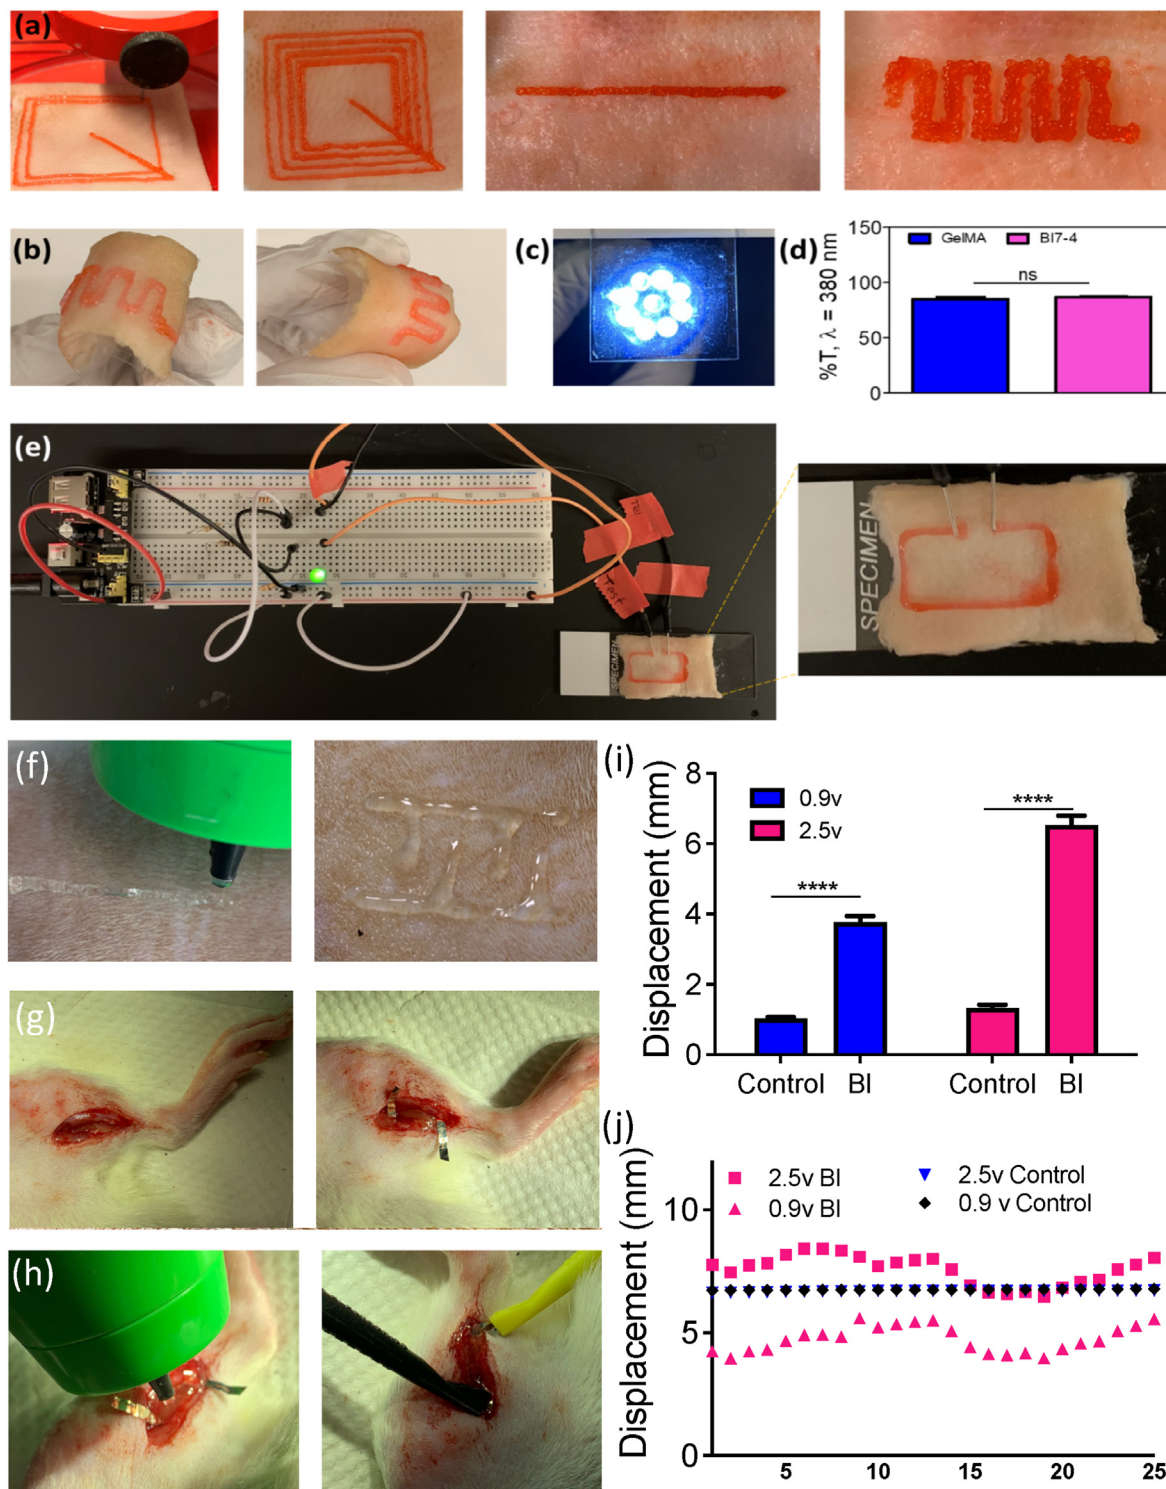 (a)
(b)
(c)
(d)
%T, λ = 380 nm
150
100
50
0
GelMA
BI7-4
ns
(e)
Test
SPECIMEN
SPECIMEN
(f)
(g)
(h)
(i)
Displacement (mm)
8
6
4
2
0
0.9v
2.5v
****
****
Control BI Control BI
(j)
Displacement (mm)
10
5
0
2.5v BI
0.9v BI
2.5v Control
0.9 v Control
5 10 15 20 25